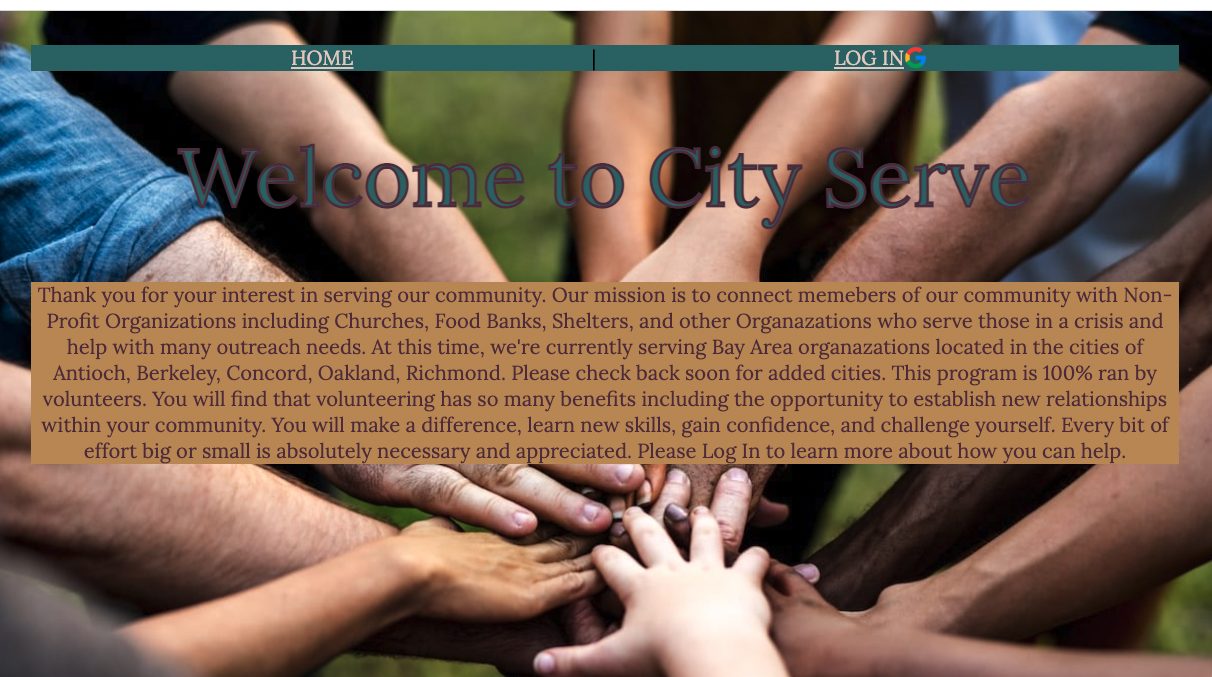 HOME | LOG IN
Welcome to City Serve
Thank you for your interest in serving our community. Our mission is to connect memebers of our community with Non-
Profit Organizations including Churches, Food Banks, Shelters, and other Organazations who serve those in a crisis and
help with many outreach needs. At this time, we're currently serving Bay Area organazations located in the cities of
Antioch, Berkeley, Concord, Oakland, Richmond. Please check back soon for added cities. This program is 100% ran by
volunteers. You will find that volunteering has so many benefits including the opportunity to establish new relationships
within your community. You will make a difference, learn new skills, gain confidence, and challenge yourself. Every bit of
effort big or small is absolutely necessary and appreciated. Please Log In to learn more about how you can help.